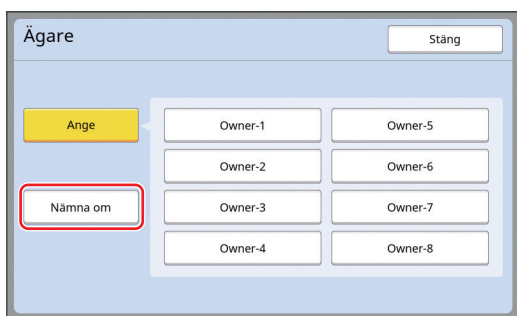 Ägare
Stäng
Ange
Owner-1
Owner-5
Owner-2
Owner-6
Nämna om
Owner-3
Owner-7
Owner-4
Owner-8